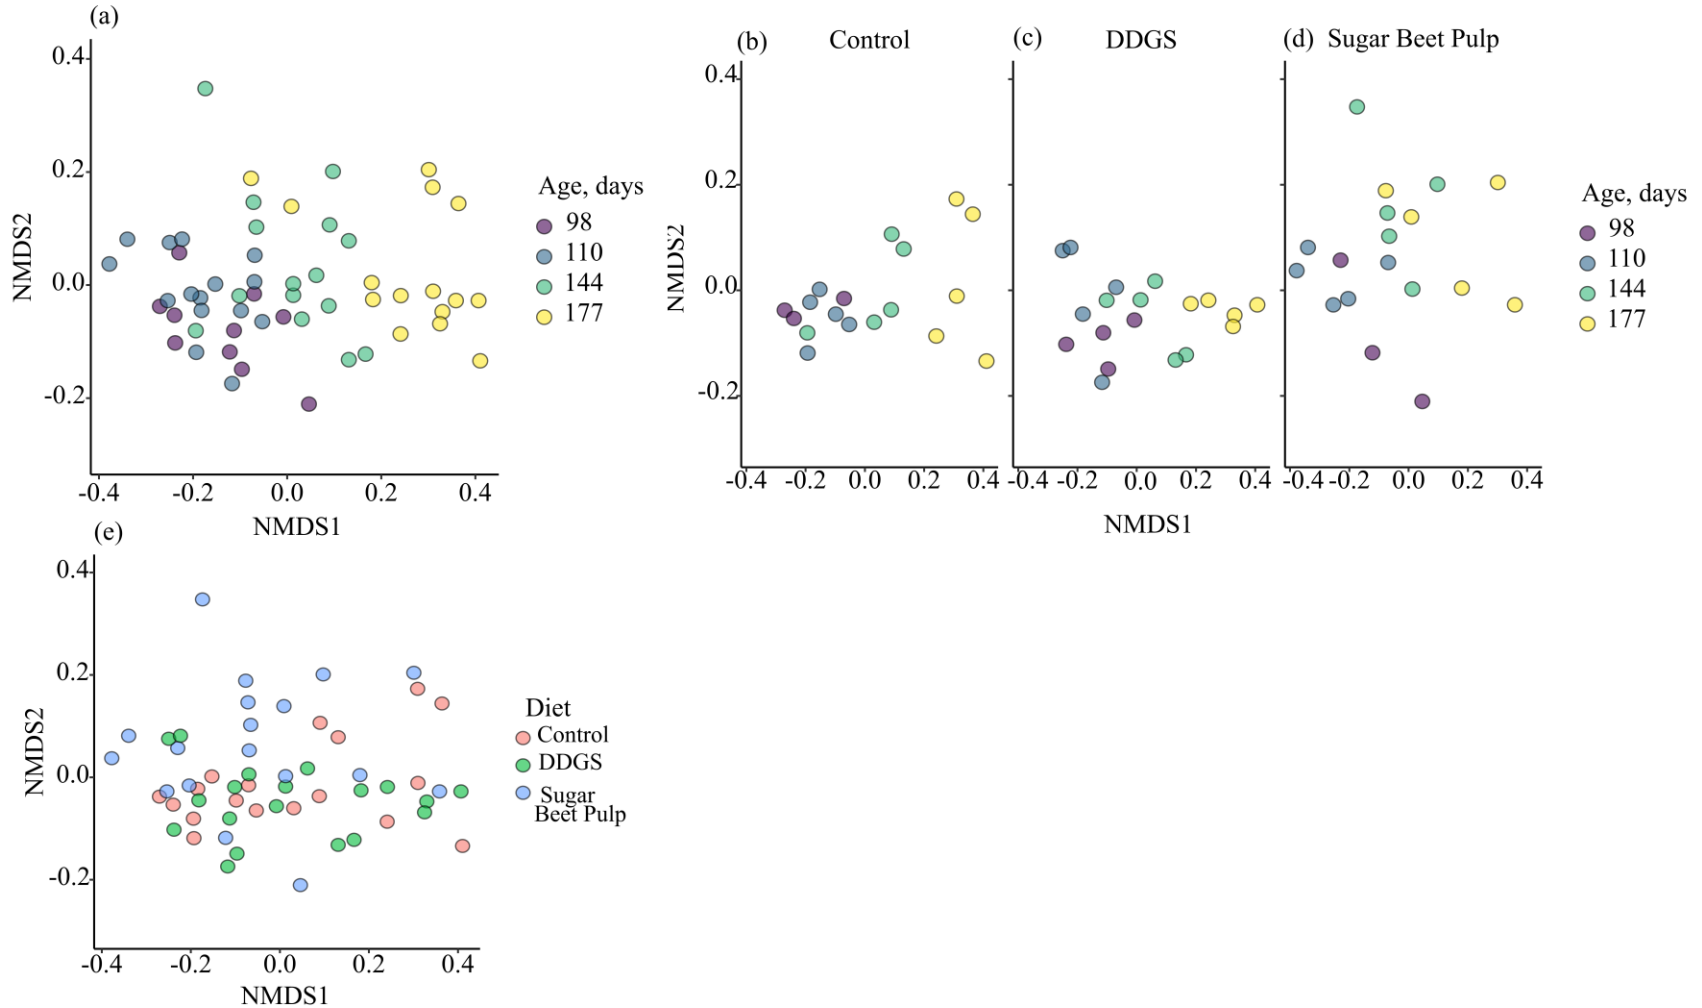 (a)
0.4
0.2
0.0
-0.2
NMDS2
-0.4 -0.2 0.0 0.2 0.4
NMDS1
Age, days
98
110
144
177
(b) Control
(c) DDGS
(d) Sugar Beet Pulp
0.4
0.2
0.0
-0.2
NMDS2
-0.4 -0.2 0.0 0.2 0.4
-0.4 -0.2 0.0 0.2 0.4
-0.4 -0.2 0.0 0.2 0.4
NMDS1
Age, days
98
110
144
177
(e)
0.4
0.2
0.0
-0.2
NMDS2
-0.4 -0.2 0.0 0.2 0.4
NMDS1
Diet
Control
DDGS
Sugar
Beet Pulp